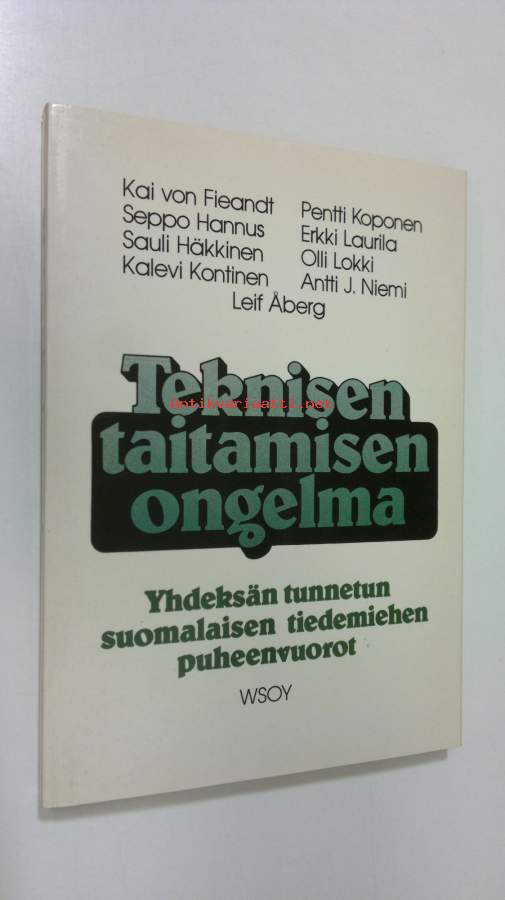 Kai von Fieandt
Seppo Hannus
Sauli Häkkinen
Kalevi Kontinen
Pentti Koponen
Erkki Laurila
Olli Lokki
Antti J. Niemi
Leif Åberg
Teknisen
antikvariaatti.net
taitamisen
ongelma
Yhdeksän tunnetun
suomalaisen tiedemiehen
puheenvuorot
WSOY